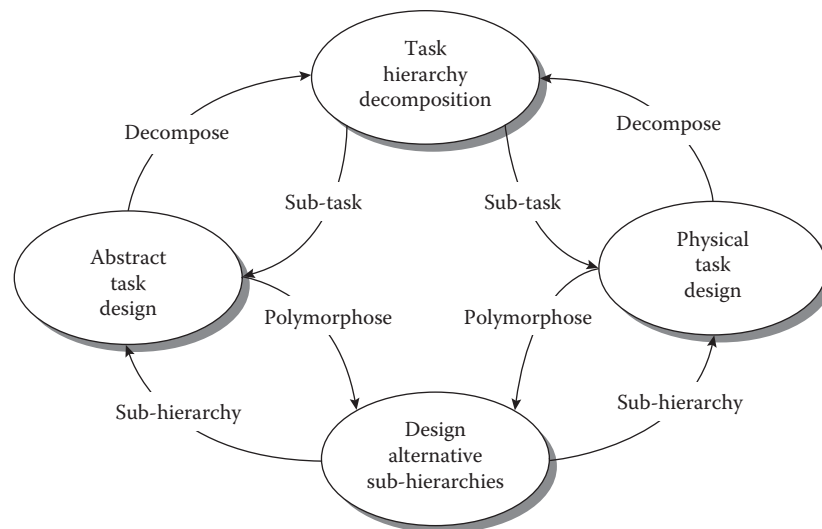 Task
hierarchy
decomposition
Decompose
Decompose
Sub-task
Sub-task
Abstract
task
design
Physical
task
design
Polymorphose
Polymorphose
Sub-hierarchy
Sub-hierarchy
Design
alternative
sub-hierarchies